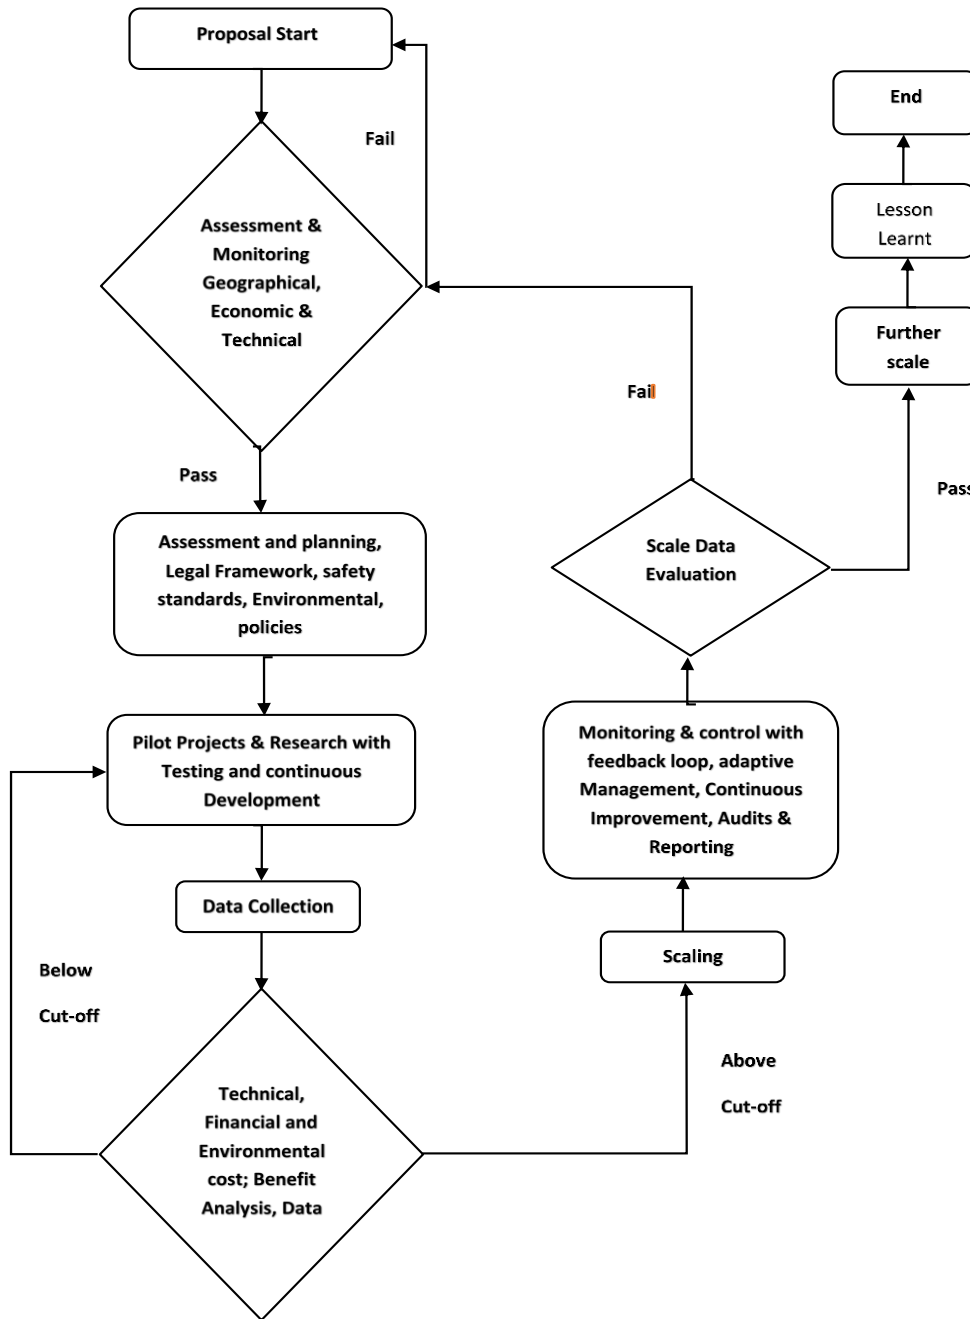 Proposal Start
Fail
Assessment &
Monitoring
Geographical,
Economic &
Technical
Pass
Assessment and planning,
Legal Framework, safety
standards, Environmental,
policies
Pilot Projects & Research with
Testing and continuous
Development
Data Collection
Below
Cut-off
Technical,
Financial and
Environmental
cost; Benefit
Analysis, Data
Above
Cut-off
Scaling
Monitoring & control with
feedback loop, adaptive
Management, Continuous
Improvement, Audits &
Reporting
Scale Data
Evaluation
Fail
Pass
Further
scale
Lesson
Learnt
End